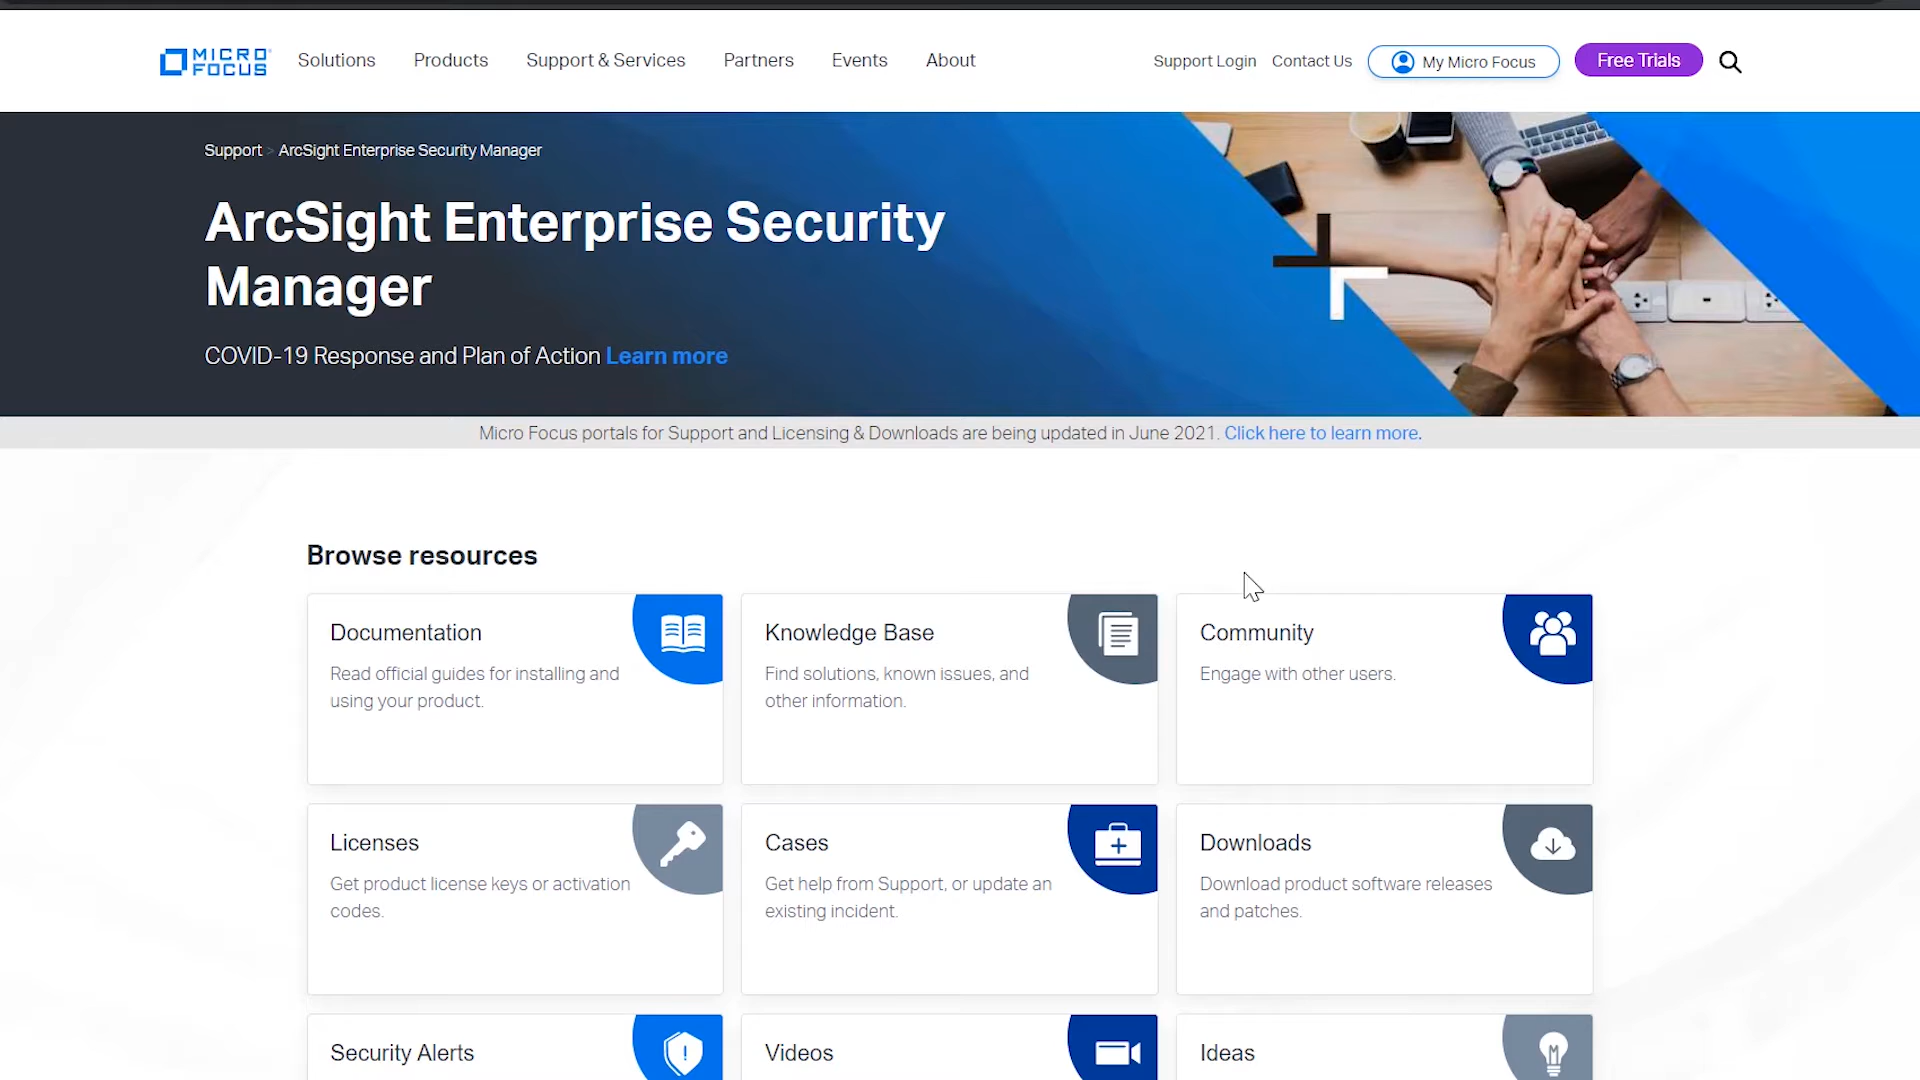 MICRO FOCUS
Solutions
Products
Support & Services
Partners
Events
About
Support Login
Contact Us
My Micro Focus
Free Trials
Support > ArcSight Enterprise Security Manager
ArcSight Enterprise Security
Manager
COVID-19 Response and Plan of Action Learn more
Micro Focus portals for Support and Licensing & Downloads are being updated in June 2021. Click here to learn more.
Browse resources
Documentation
Read official guides for installing and
using your product.
Knowledge Base
Find solutions, known issues, and
other information.
Community
Engage with other users.
Licenses
Get product license keys or activation
codes.
Cases
Get help from Support, or update an
existing incident.
Downloads
Download product software releases
and patches.
Security Alerts
Videos
Ideas